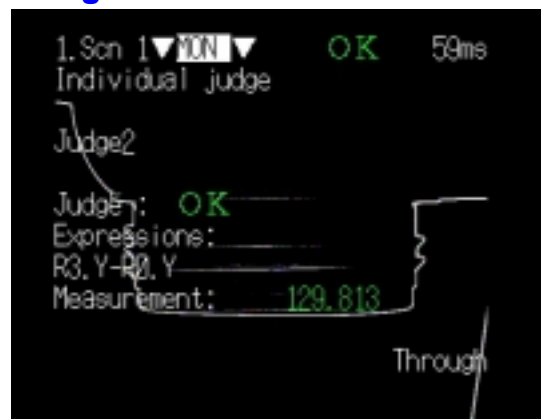 1.Scn 1▼MON ▼ OK 59ms
Individual judge
Judge2
Judge : OK
Expressions:
R3.Y-R0.Y
Measurement: 129.813
Through